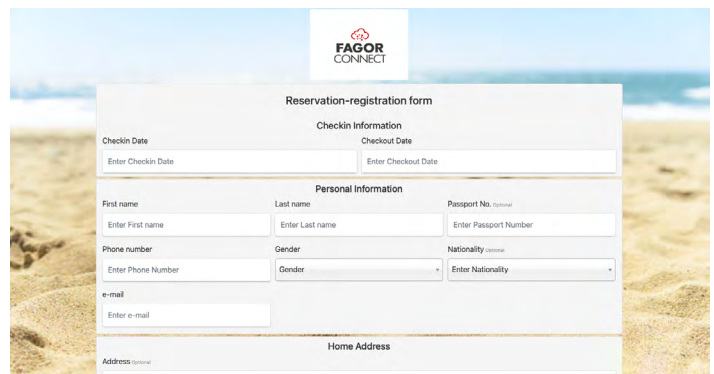 FAGOR
CONNECT
Reservation-registration form
Checkin Information
Checkin Date Checkout Date
Enter Checkin Date Enter Checkout Date
Personal Information
First name Last name Passport No. Optional
Enter First name Enter Last name Enter Passport Number
Phone number Gender Nationality Optional
Enter Phone Number Gender Enter Nationality
e-mail
Enter e-mail
Home Address
Address Optional